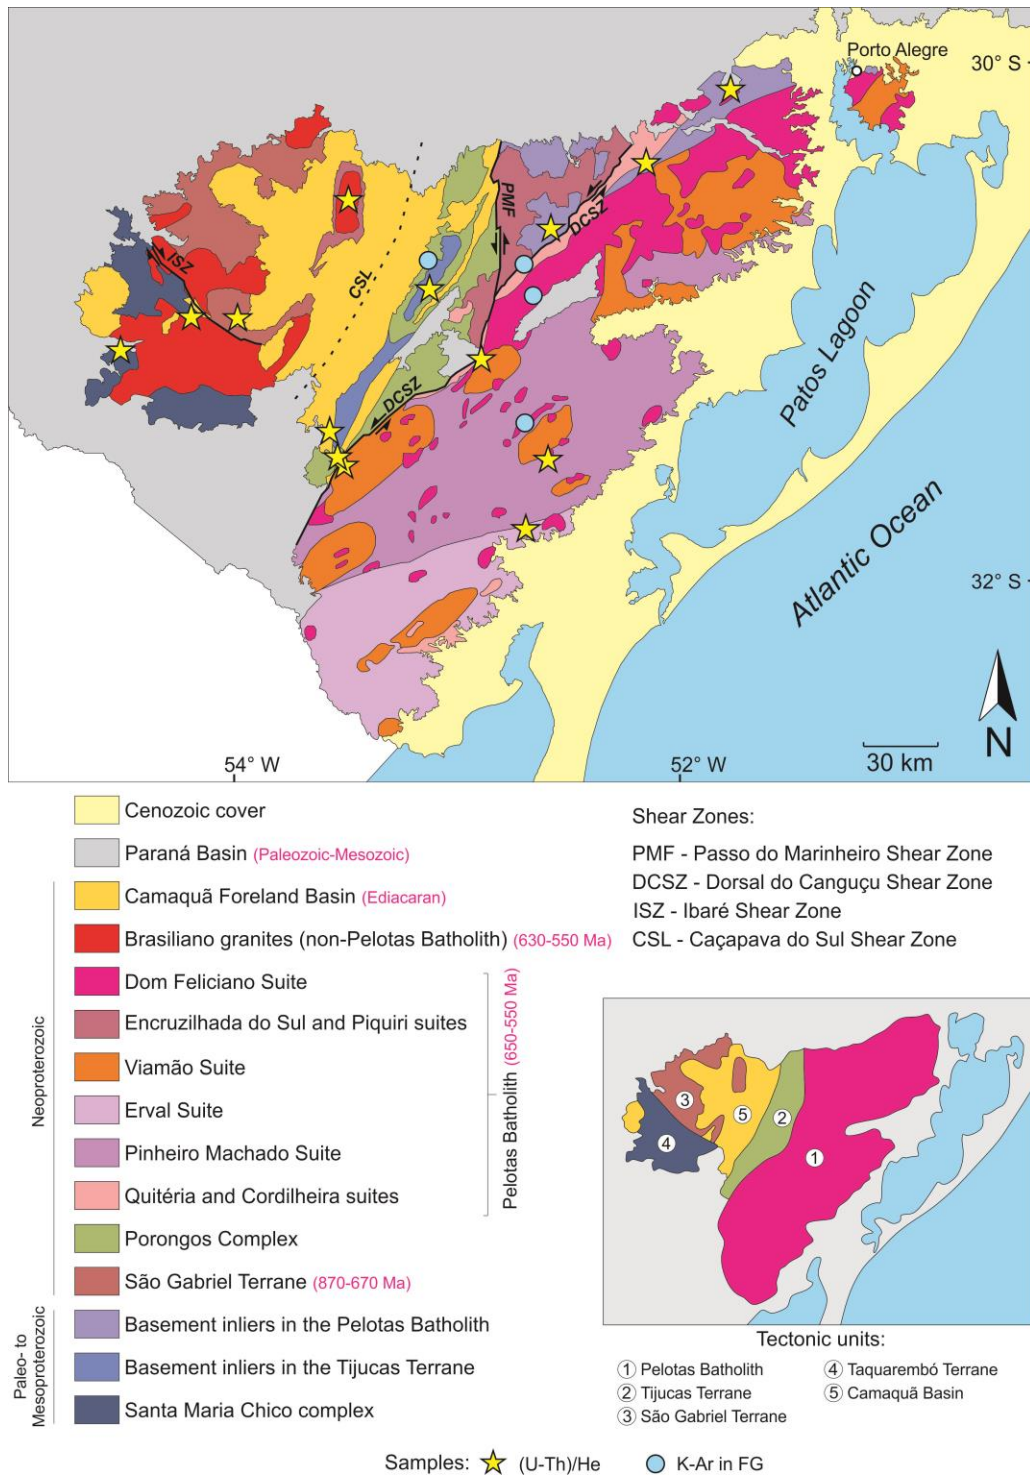 Porto Alegre
30° S
PMF
DCSZ
ISZ
CSL
DCSZ
Patos Lagoon
Atlantic Ocean
32° S
54° W
52° W
30 km
N
Cenozoic cover
Paraná Basin (Paleozoic-Mesozoic)
Camaquã Foreland Basin (Ediacaran)
Brasiliano granites (non-Pelotas Batholith) (630-550 Ma)
Dom Feliciano Suite
Encruzilhada do Sul and Piquiri suites
Viamão Suite
Erval Suite
Pinheiro Machado Suite
Quitéria and Cordilheira suites
Porongos Complex
São Gabriel Terrane (870-670 Ma)
Basement inliers in the Pelotas Batholith
Basement inliers in the Tijucas Terrane
Santa Maria Chico complex
Neoproterozoic
Paleo- to
Mesoproterozoic
Pelotas Batholith (650-550 Ma)
Shear Zones:
PMF - Passo do Marinheiro Shear Zone
DCSZ - Dorsal do Canguçu Shear Zone
ISZ - Ibaré Shear Zone
CSL - Caçapava do Sul Shear Zone
3
5
2
4
1
Tectonic units:
1 Pelotas Batholith
2 Tijucas Terrane
3 São Gabriel Terrane
4 Taquarembó Terrane
5 Camaquã Basin
Samples: (U-Th)/He K-Ar in FG